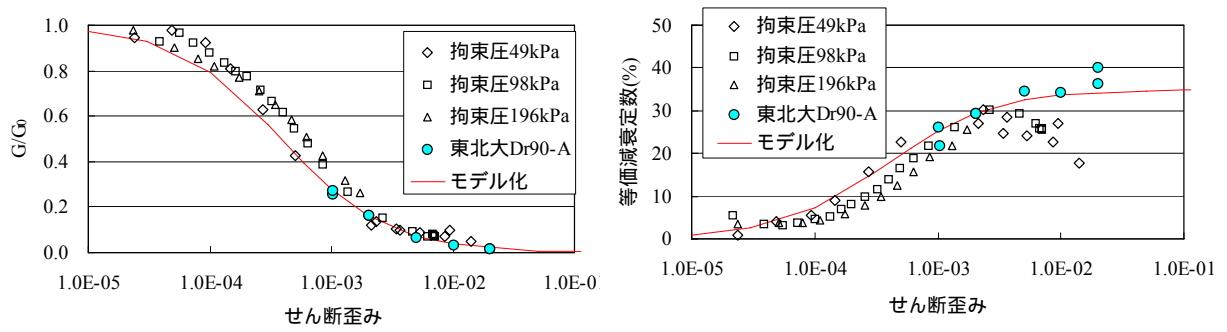 1.0
0.8
0.6
0.4
0.2
0.0
G/G0
1.0E-05
1.0E-04
1.0E-03
1.0E-02
1.0E-01
せん断歪み
拘束圧49kPa
拘束圧98kPa
拘束圧196kPa
東北大Dr90-A
モデル化
50
40
30
20
10
0
等価減衰定数(%)
1.0E-05
1.0E-04
1.0E-03
1.0E-02
1.0E-01
せん断歪み
拘束圧49kPa
拘束圧98kPa
拘束圧196kPa
東北大Dr90-A
モデル化